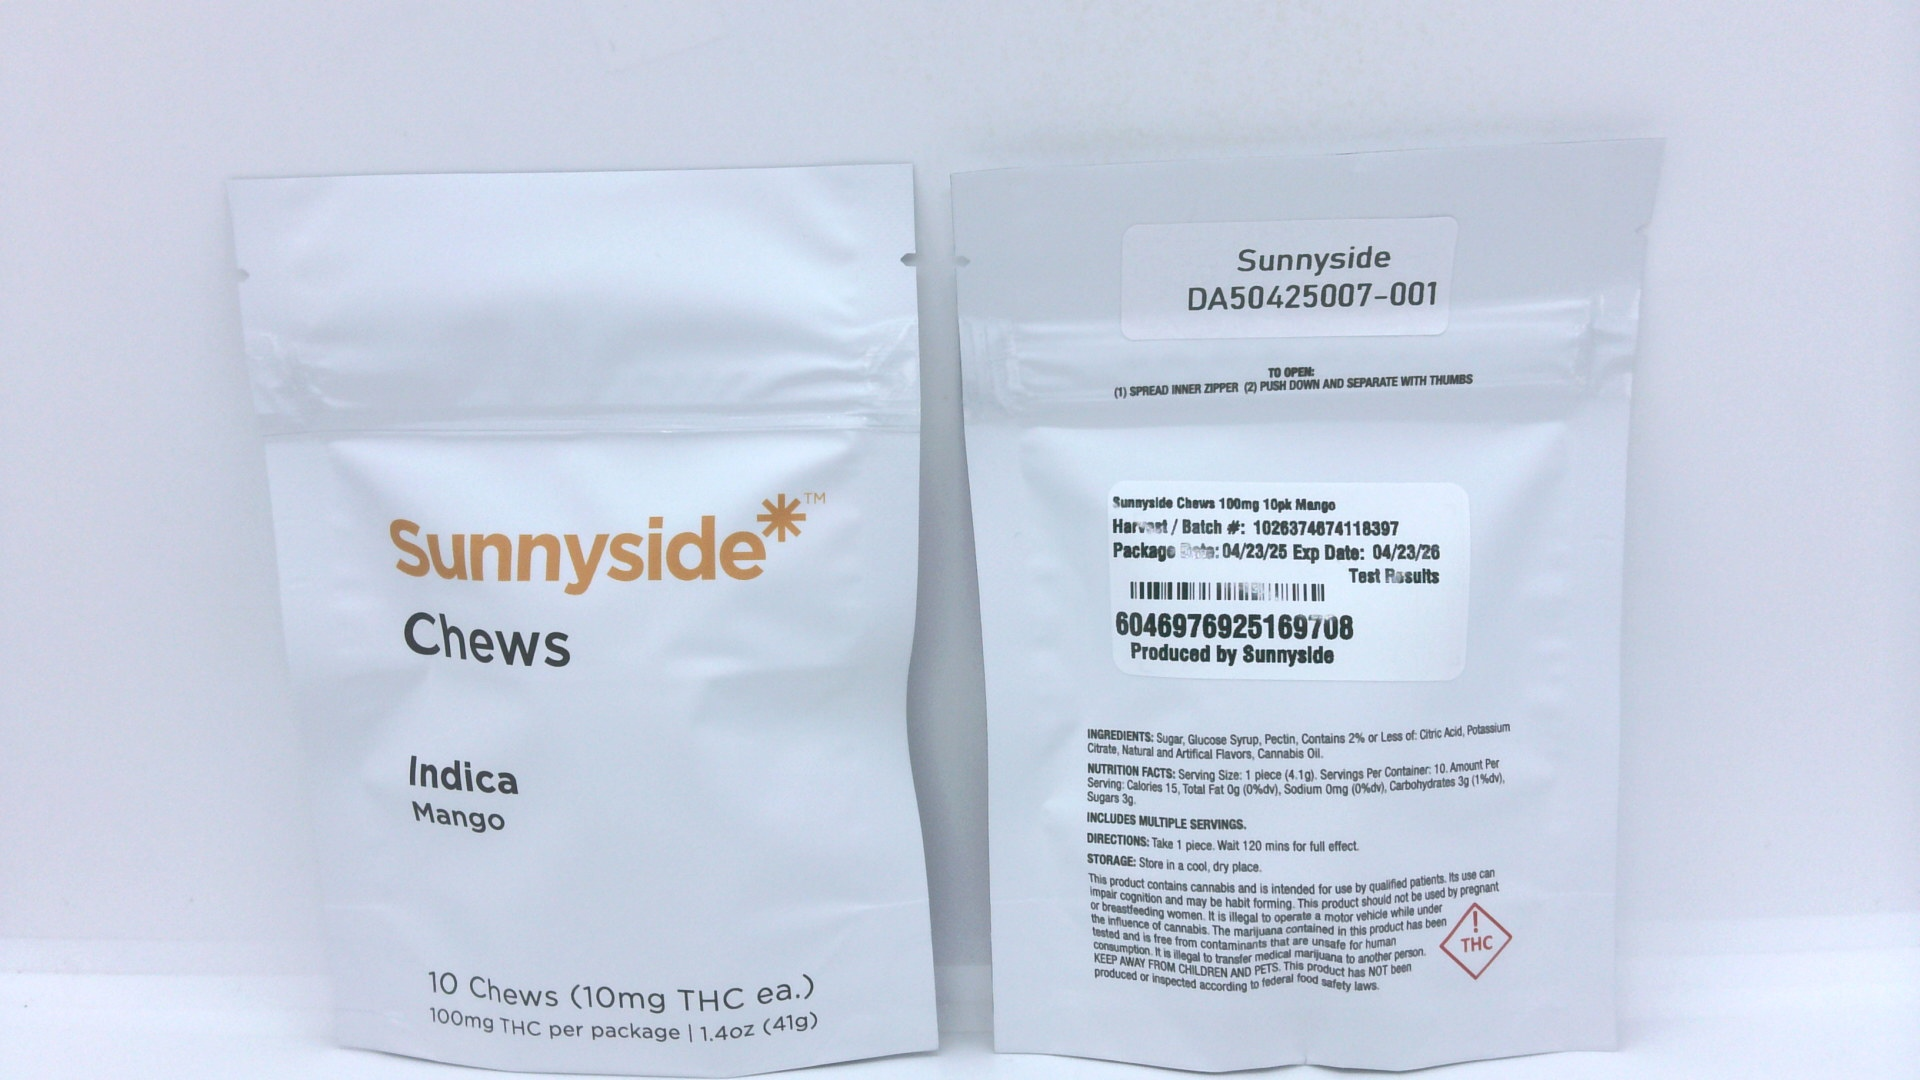 Sunnyside*™
Chews
Indica
Mango
10 Chews (10mg THC ea.)
100mg THC per package | 1.4oz (41g)
Sunnyside
DA50425007-001
TO OPEN:
(1) SPREAD INNER ZIPPER (2) PUSH DOWN AND SEPARATE WITH THUMBS
Sunnyside Chews 100mg 10pk Mango
Harvest / Batch #: 1026374674118397
Package Date: 04/23/25 Exp Date: 04/23/26
Test Results
6046976925169708
Produced by Sunnyside
INGREDIENTS: Sugar, Glucose Syrup, Pectin, Contains 2% or Less of: Citric Acid, Potassium
Citrate, Natural and Artifical Flavors, Cannabis Oil.
NUTRITION FACTS: Serving Size: 1 piece (4.1g). Servings Per Container: 10. Amount Per
Serving: Calories 15, Total Fat 0g (0%dv), Sodium 0mg (0%dv), Carbohydrates 3g (1%dv),
Sugars 3g.
INCLUDES MULTIPLE SERVINGS.
DIRECTIONS: Take 1 piece. Wait 120 mins for full effect.
STORAGE: Store in a cool, dry place.
This product contains cannabis and is intended for use by qualified patients. Its use can
impair cognition and may be habit forming. This product should not be used by pregnant
or breastfeeding women. It is illegal to operate a motor vehicle while under
the influence of cannabis. The marijuana contained in this product has been
tested and is free from contaminants that are unsafe for human
consumption. It is illegal to transfer medical marijuana to another person.
KEEP AWAY FROM CHILDREN AND PETS. This product has NOT been
produced or inspected according to federal food safety laws.
!
THC